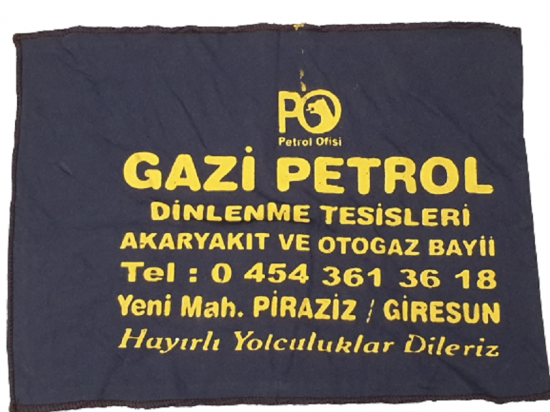 PO
Petrol Ofisi
GAZİ PETROL
DİNLENME TESİSLERİ
AKARYAKIT VE OTOGAZ BAYİİ
Tel : 0 454 361 36 18
Yeni Mah. PİRAZİZ / GİRESUN
Hayırlı Yolculuklar Dileriz